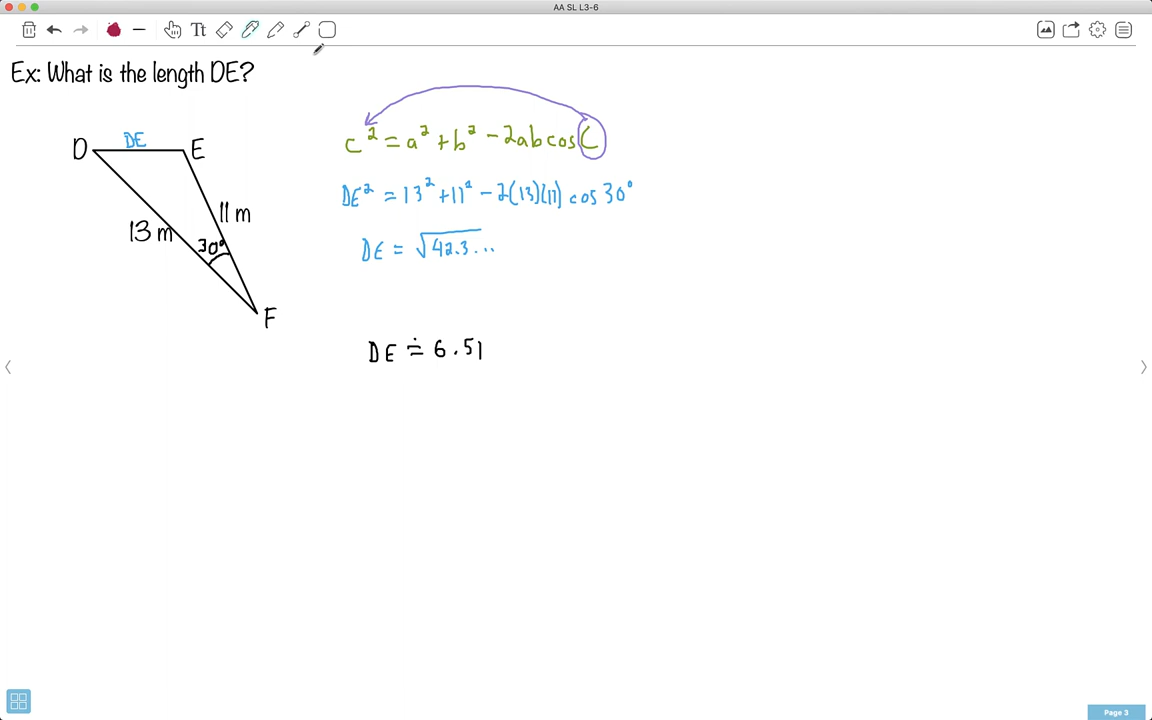 AA SL L3-6
Tt
Ex: What is the length DE?
c² = a² + b² - 2ab cos C
D DE E
DE² = 13² + 11² - 2(13)(11) cos 30°
11 m
13 m
30°
DE = √42.3...
F
DE ≐ 6.51
Page 3